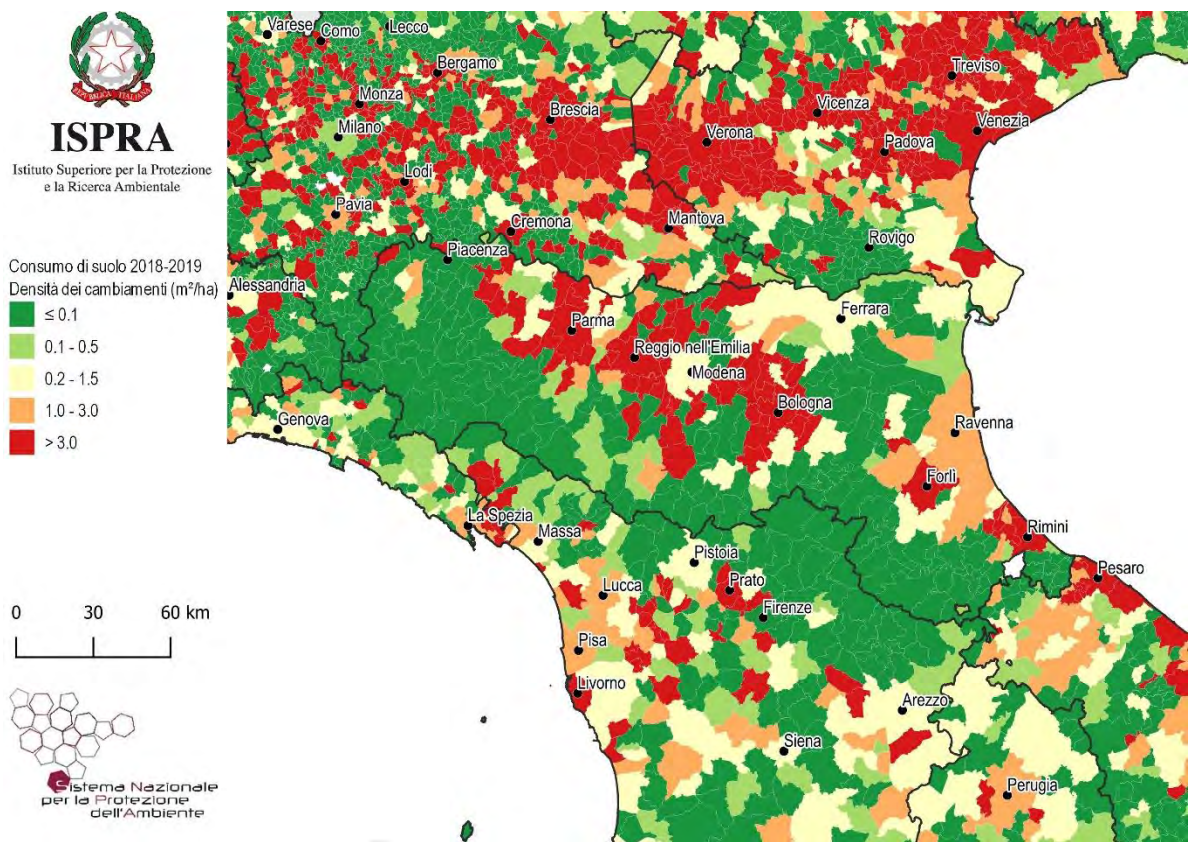 REPVBBLICA ITALIANA
ISPRA
Istituto Superiore per la Protezione
e la Ricerca Ambientale
Consumo di suolo 2018-2019
Densità dei cambiamenti (m²/ha)
≤ 0.1
0.1 - 0.5
0.2 - 1.5
1.0 - 3.0
> 3.0
0 30 60 km
Sistema Nazionale
per la Protezione
dell'Ambiente
Varese
Como
Lecco
Bergamo
Monza
Milano
Brescia
Treviso
Vicenza
Verona
Padova
Venezia
Lodi
Pavia
Cremona
Mantova
Rovigo
Piacenza
Alessandria
Parma
Ferrara
Reggio nell'Emilia
Modena
Bologna
Genova
Ravenna
Forlì
La Spezia
Massa
Rimini
Pistoia
Pesaro
Lucca
Prato
Firenze
Pisa
Livorno
Arezzo
Siena
Perugia